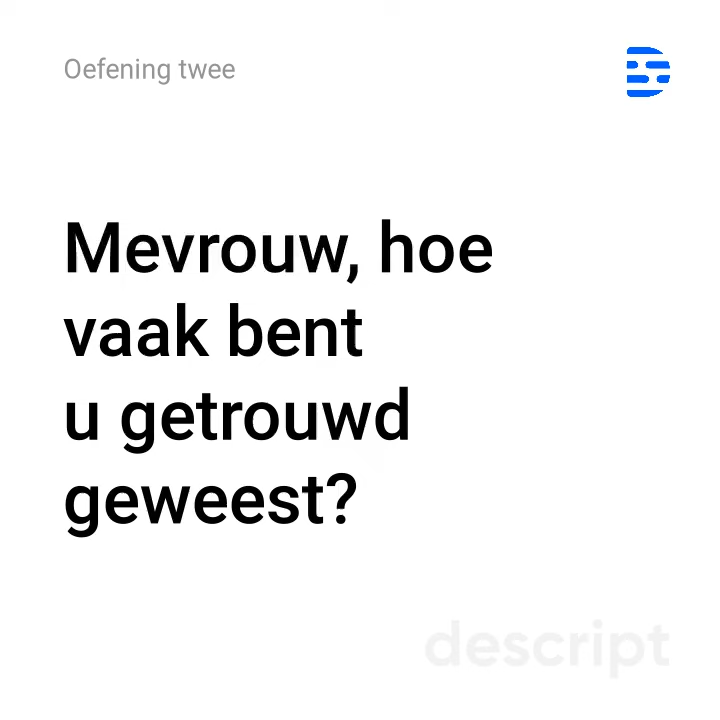 Oefening twee
Mevrouw, hoe
vaak bent
u getrouwd
geweest?
descript